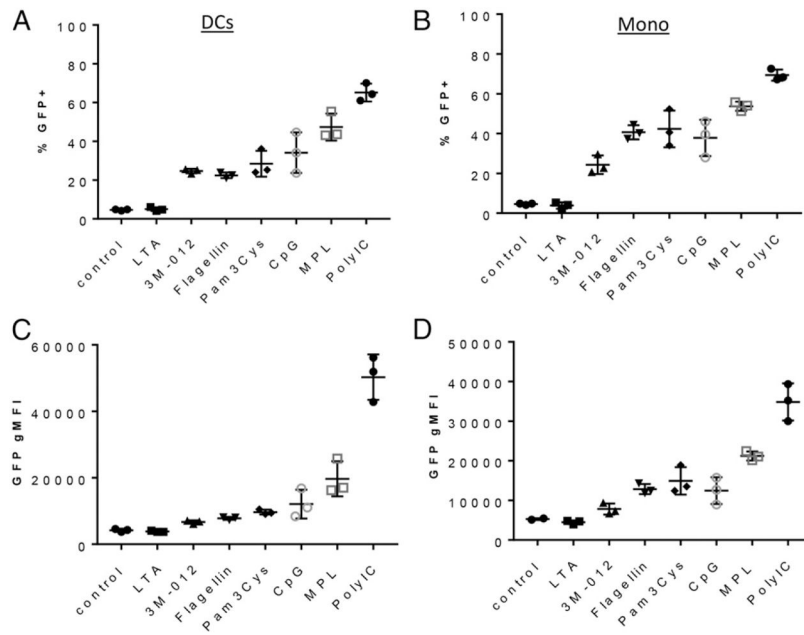 A
DCs
% GFP+
100
80
60
40
20
0
control
LTA
3M-012
Flagellin
Pam3Cys
CpG
MPL
PolyIC
B
Mono
% GFP+
100
80
60
40
20
0
control
LTA
3M-012
Flagellin
Pam3Cys
CpG
MPL
PolyIC
C
GFP gMFI
60000
40000
20000
0
control
LTA
3M-012
Flagellin
Pam3Cys
CpG
MPL
PolyIC
D
GFP gMFI
50000
40000
30000
20000
10000
0
control
LTA
3M-012
Flagellin
Pam3Cys
CpG
MPL
PolyIC